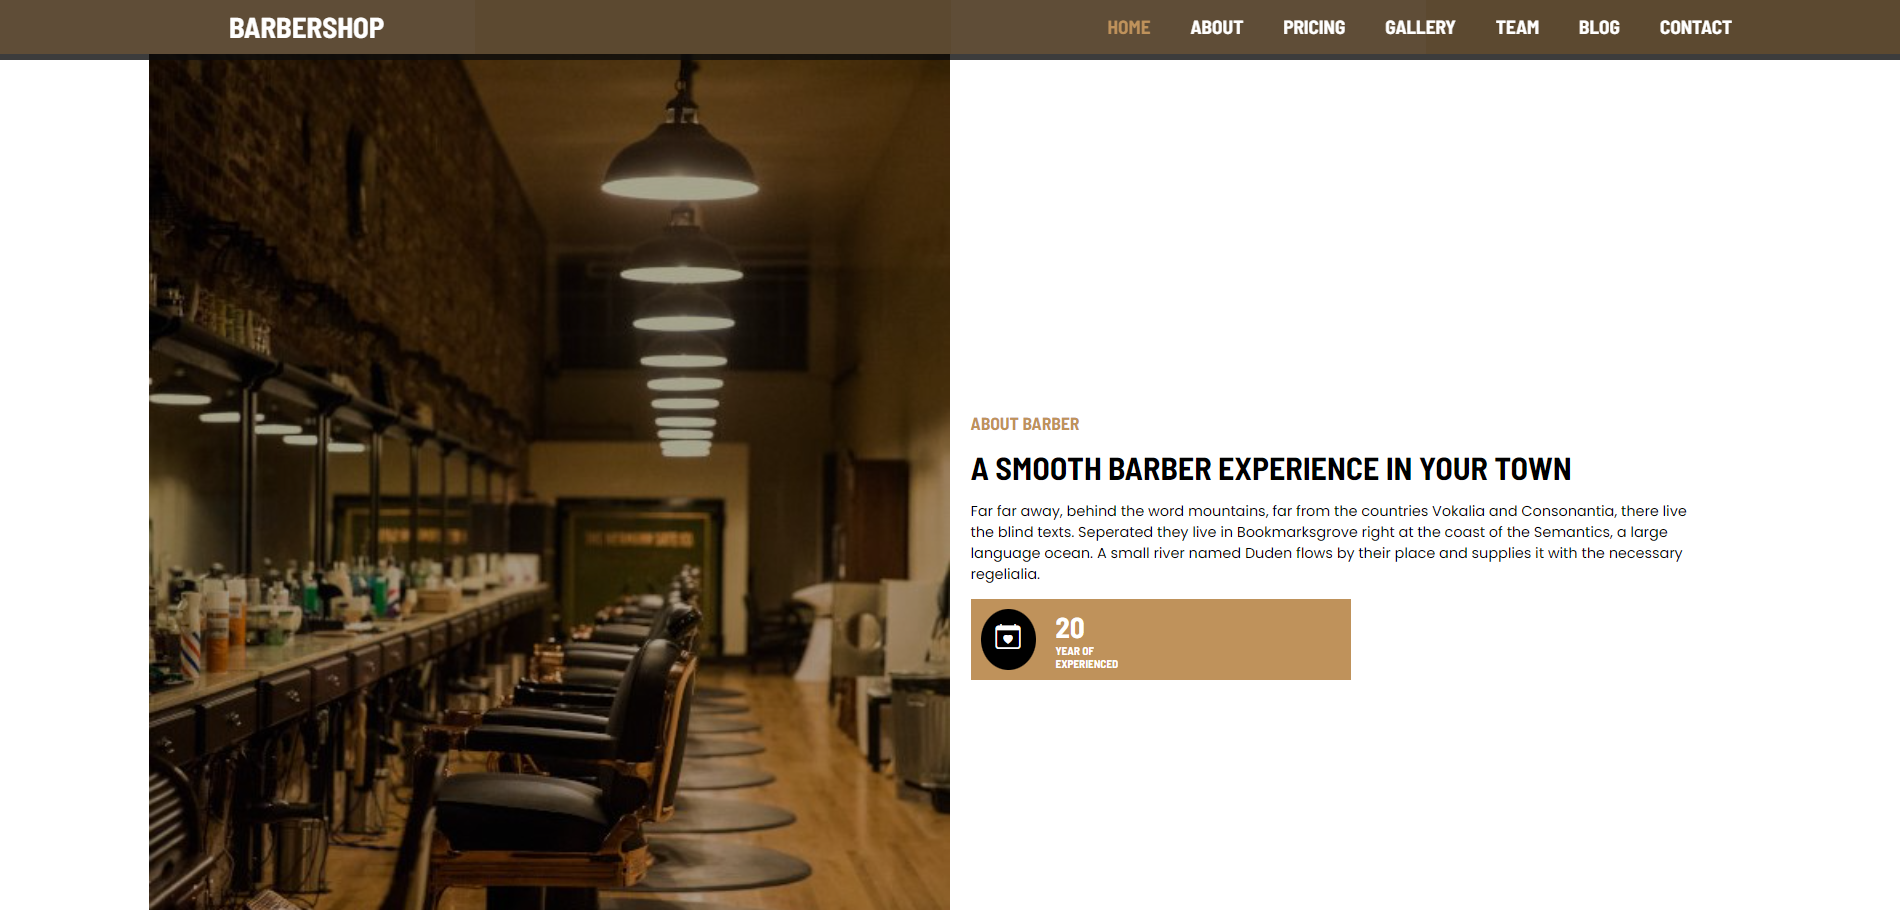 BARBERSHOP
HOME ABOUT PRICING GALLERY TEAM BLOG CONTACT
ABOUT BARBER
A SMOOTH BARBER EXPERIENCE IN YOUR TOWN
Far far away, behind the word mountains, far from the countries Vokalia and Consonantia, there live
the blind texts. Seperated they live in Bookmarksgrove right at the coast of the Semantics, a large
language ocean. A small river named Duden flows by their place and supplies it with the necessary
regelialia.
20
YEAR OF
EXPERIENCED